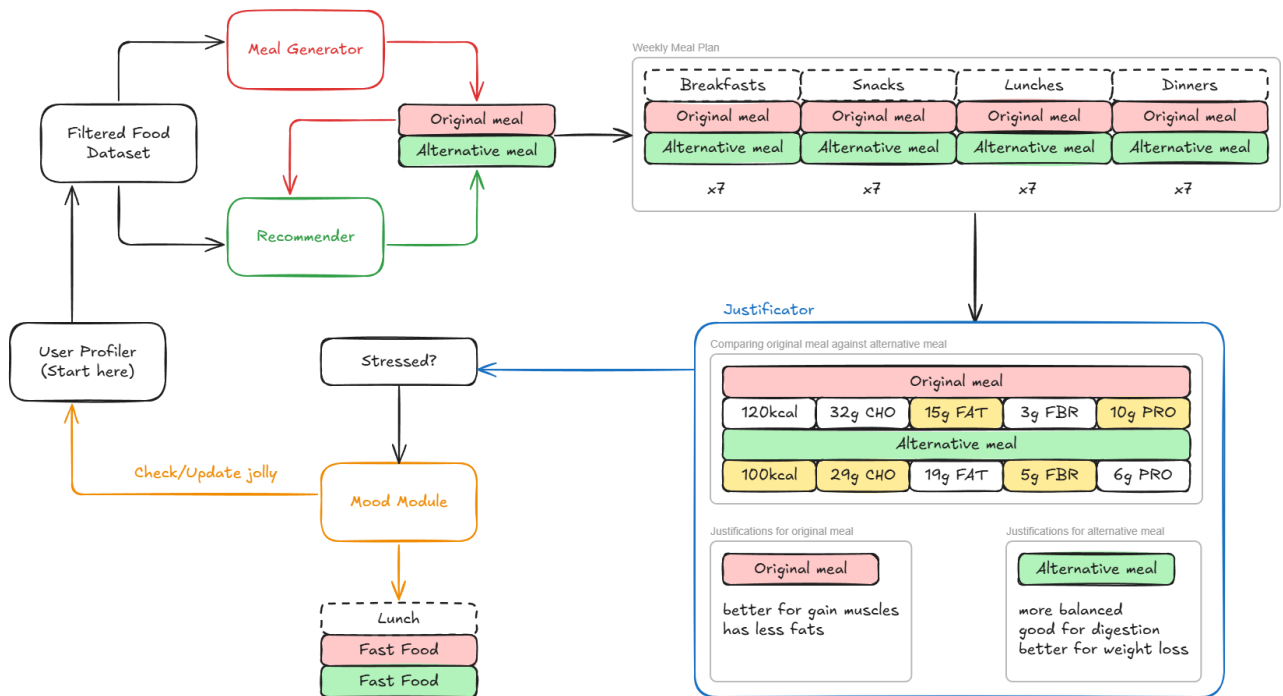 Meal Generator
Weekly Meal Plan
Breakfasts
Snacks
Lunches
Dinners
Filtered Food
Dataset
Original meal
Alternative meal
Original meal
Original meal
Original meal
Original meal
Alternative meal
Alternative meal
Alternative meal
Alternative meal
x7
x7
x7
x7
Recommender
User Profiler
(Start here)
Stressed?
Justificator
Comparing original meal against alternative meal
Original meal
120kcal
32g CHO
15g FAT
3g FBR
10g PRO
Alternative meal
100kcal
29g CHO
19g FAT
5g FBR
6g PRO
Check/Update jolly
Mood Module
Justifications for original meal
Original meal
better for gain muscles
has less fats
Justifications for alternative meal
Alternative meal
more balanced
good for digestion
better for weight loss
Lunch
Fast Food
Fast Food